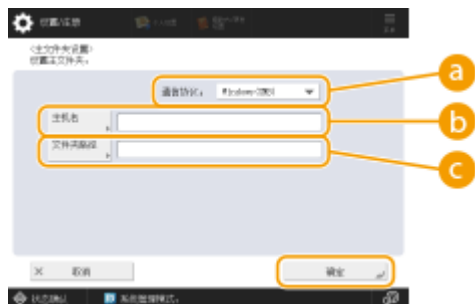 设置/注册
<主文件夹设置>
设置主文件夹。
通信协议: Windows(SMB)
a
主机名
b
文件夹路径
c
取消
确定
状态确认
系统管理模式。